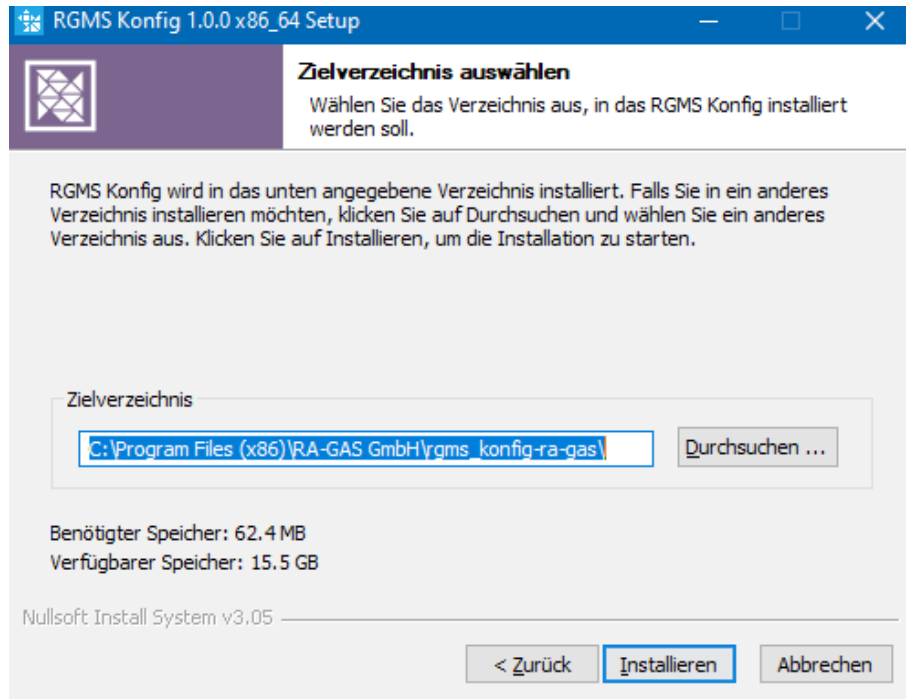 RGMS Konfig 1.0.0 x86_64 Setup
Zielverzeichnis auswählen
Wählen Sie das Verzeichnis aus, in das RGMS Konfig installiert
werden soll.
RGMS Konfig wird in das unten angegebene Verzeichnis installiert. Falls Sie in ein anderes
Verzeichnis installieren möchten, klicken Sie auf Durchsuchen und wählen Sie ein anderes
Verzeichnis aus. Klicken Sie auf Installieren, um die Installation zu starten.
Zielverzeichnis
C:\Program Files (x86)\RA-GAS GmbH\rgms_konfig-ra-gas\
Durchsuchen ...
Benötigter Speicher: 62.4 MB
Verfügbarer Speicher: 15.5 GB
Nullsoft Install System v3.05
< Zurück
Installieren
Abbrechen